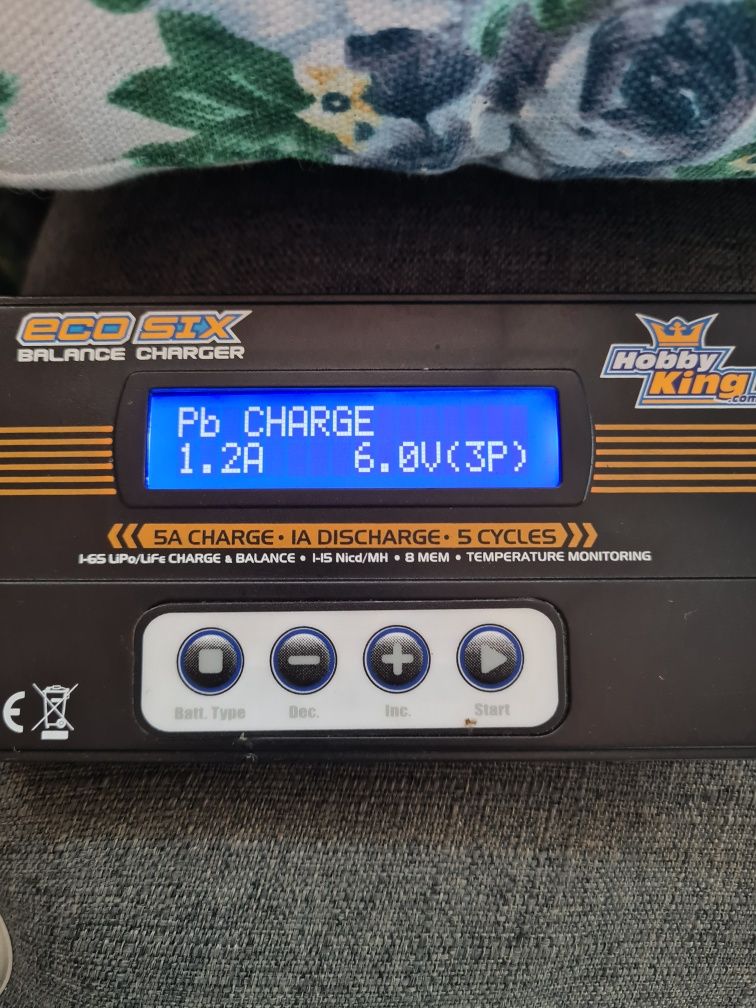 eco SIX
BALANCE CHARGER
Hobby
King
.com
Pb CHARGE
1.2A 6.0V(3P)
5A CHARGE • 1A DISCHARGE • 5 CYCLES
1-6S LiPo/LiFe CHARGE & BALANCE • 1-15 Nicd/MH • 8 MEM • TEMPERATURE MONITORING
Batt. Type Dec. Inc. Start
CE